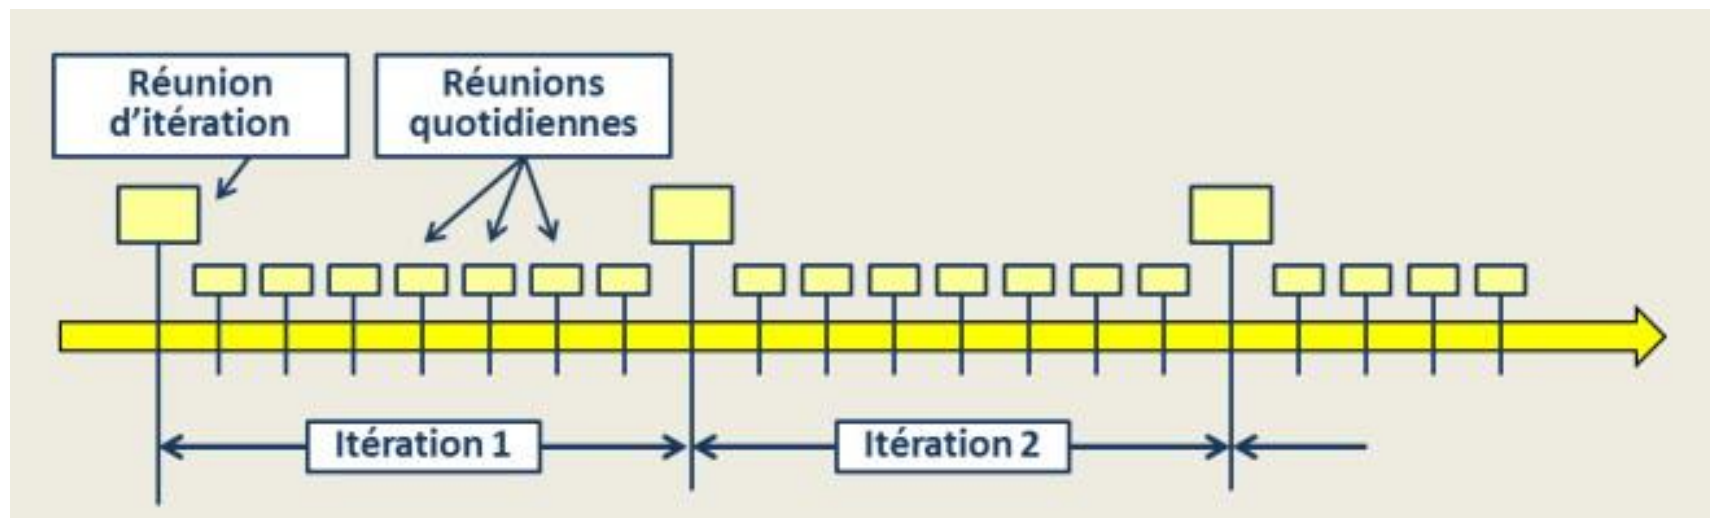 Réunion
d’itération
Réunions
quotidiennes
Itération 1
Itération 2